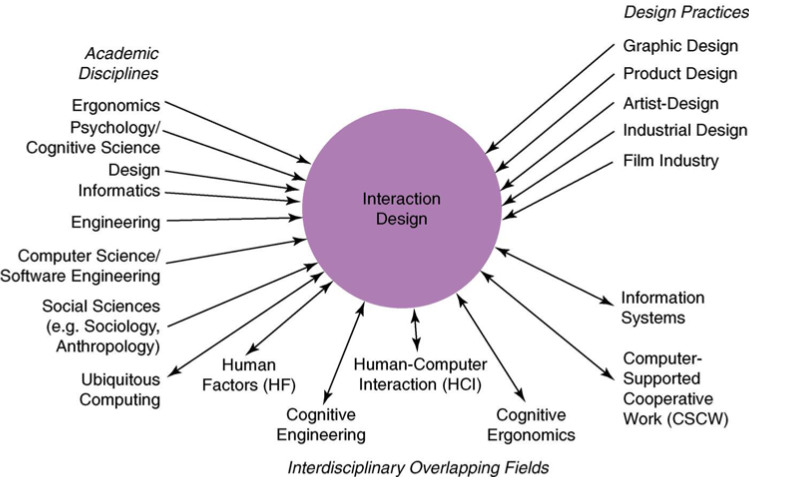 Design Practices
Graphic Design
Product Design
Artist-Design
Industrial Design
Film Industry
Academic
Disciplines
Ergonomics
Psychology/
Cognitive Science
Design
Informatics
Engineering
Computer Science/
Software Engineering
Social Sciences
(e.g. Sociology,
Anthropology)
Ubiquitous
Computing
Interaction
Design
Human
Factors (HF)
Cognitive
Engineering
Human-Computer
Interaction (HCI)
Cognitive
Ergonomics
Information
Systems
Computer-
Supported
Cooperative
Work (CSCW)
Interdisciplinary Overlapping Fields